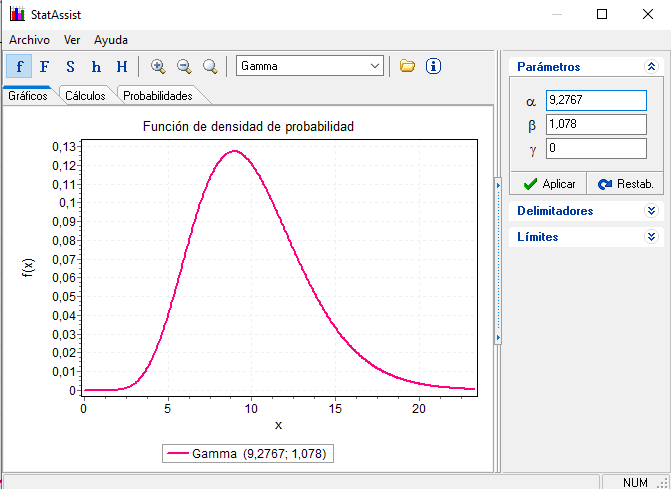 StatAssist
Archivo Ver Ayuda
f F S h H Gamma
Gráficos Cálculos Probabilidades
Función de densidad de probabilidad
0,13
0,12
0,11
0,1
0,09
0,08
0,07
0,06
0,05
0,04
0,03
0,02
0,01
0
f(x)
0 5 10 15 20
x
Gamma (9,2767; 1,078)
Parámetros
α 9,2767
β 1,078
γ 0
Aplicar Restab.
Delimitadores
Límites
NUM